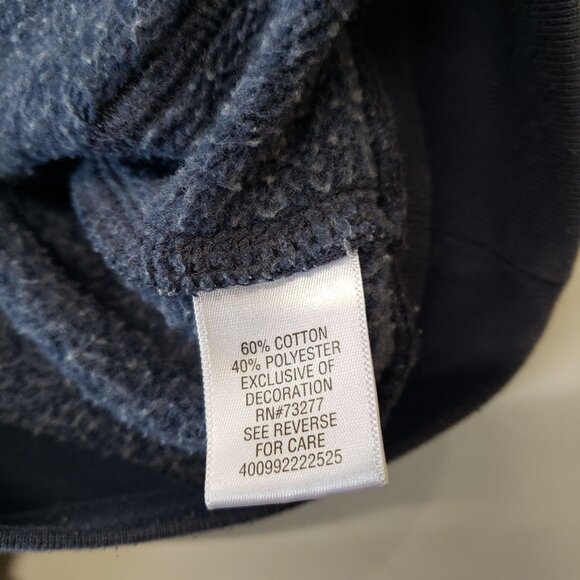 60% COTTON
40% POLYESTER
EXCLUSIVE OF
DECORATION
RN#73277
SEE REVERSE
FOR CARE
400992222525